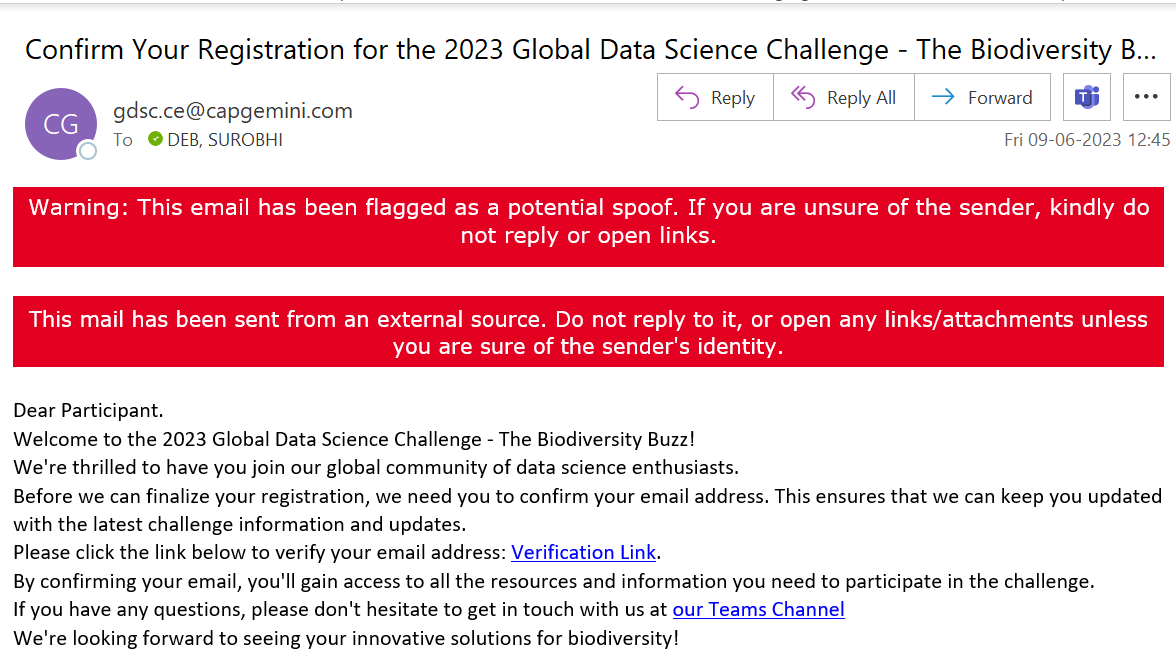 Confirm Your Registration for the 2023 Global Data Science Challenge - The Biodiversity B...
CG
gdsc.ce@capgemini.com
To DEB, SUROBHI
Reply
Reply All
Forward
Fri 09-06-2023 12:45
Warning: This email has been flagged as a potential spoof. If you are unsure of the sender, kindly do
not reply or open links.
This mail has been sent from an external source. Do not reply to it, or open any links/attachments unless
you are sure of the sender's identity.
Dear Participant.
Welcome to the 2023 Global Data Science Challenge - The Biodiversity Buzz!
We're thrilled to have you join our global community of data science enthusiasts.
Before we can finalize your registration, we need you to confirm your email address. This ensures that we can keep you updated
with the latest challenge information and updates.
Please click the link below to verify your email address: Verification Link.
By confirming your email, you'll gain access to all the resources and information you need to participate in the challenge.
If you have any questions, please don't hesitate to get in touch with us at our Teams Channel
We're looking forward to seeing your innovative solutions for biodiversity!